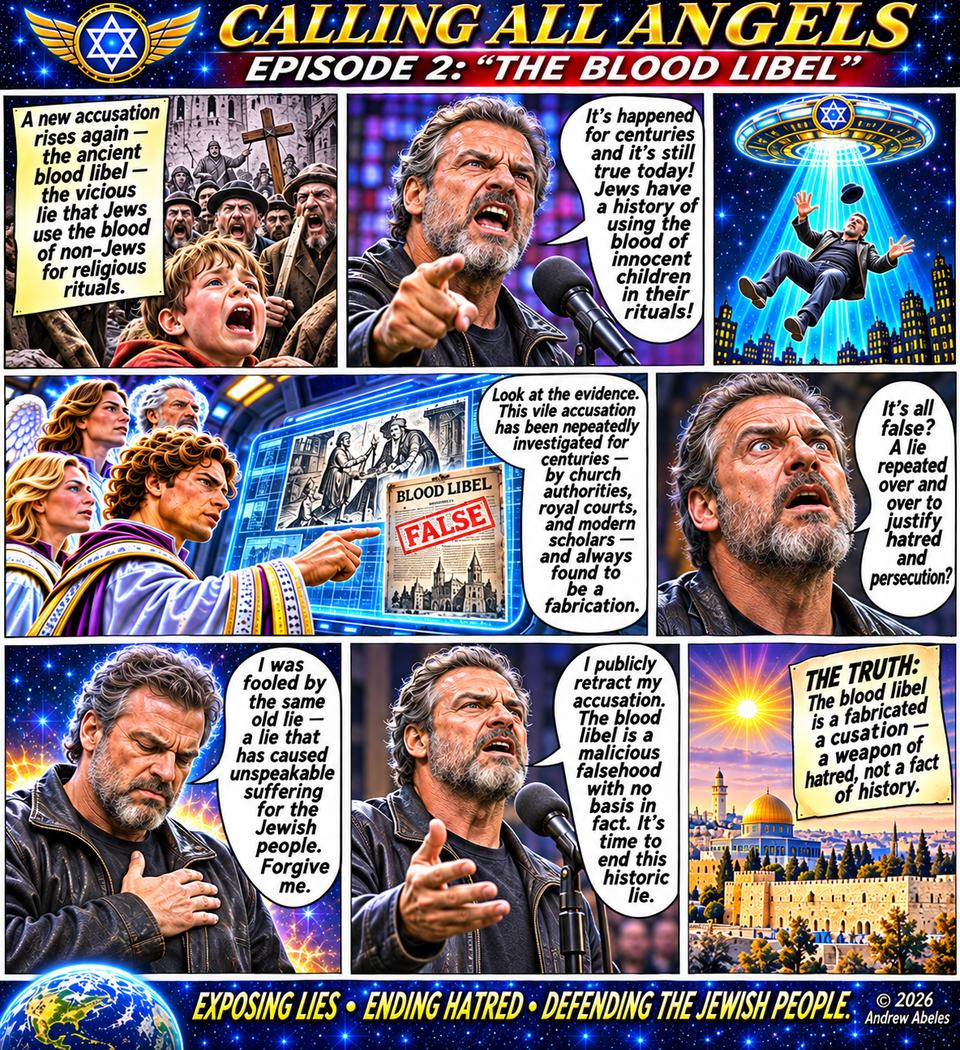 CALLING ALL ANGELS
EPISODE 2: “THE BLOOD LIBEL”
A new accusation
rises again —
the ancient
blood libel —
the vicious
lie that Jews
use the blood
of non-Jews
for religious
rituals.
It's happened
for centuries
and it's still
true today!
Jews have
a history of
using the
blood of
innocent
children
in their
rituals!
Look at the evidence.
This vile accusation
has been nepeatedly
investigated for
centuries —
by church
authorities,
royal courts,
and modern
scholars —
and always
found to
be a
fabrication.
BLOOD LIBEL
FALSE
It's all
false?
A lie
repeated
over and
over to
justify
hatred
and
persecution?
I was
fooled by
the same
old lie —
a lie that
has caused
unspeakable
suffering
for the
Jewish
people.
Forgive
me.
I publicly
retract my
accusation.
The blood
libel is a
malicious
falsehood
with no
basis in
fact. It's
time to
end this
historic
lie.
THE TRUTH:
The blood libel
is a fabricated
a cusation —
a weapon of
hatred, not a fact
of history.
EXPOSING LIES • ENDING HATRED • DEFENDING THE JEWISH PEOPLE.
© 2026
Andrew Abeles